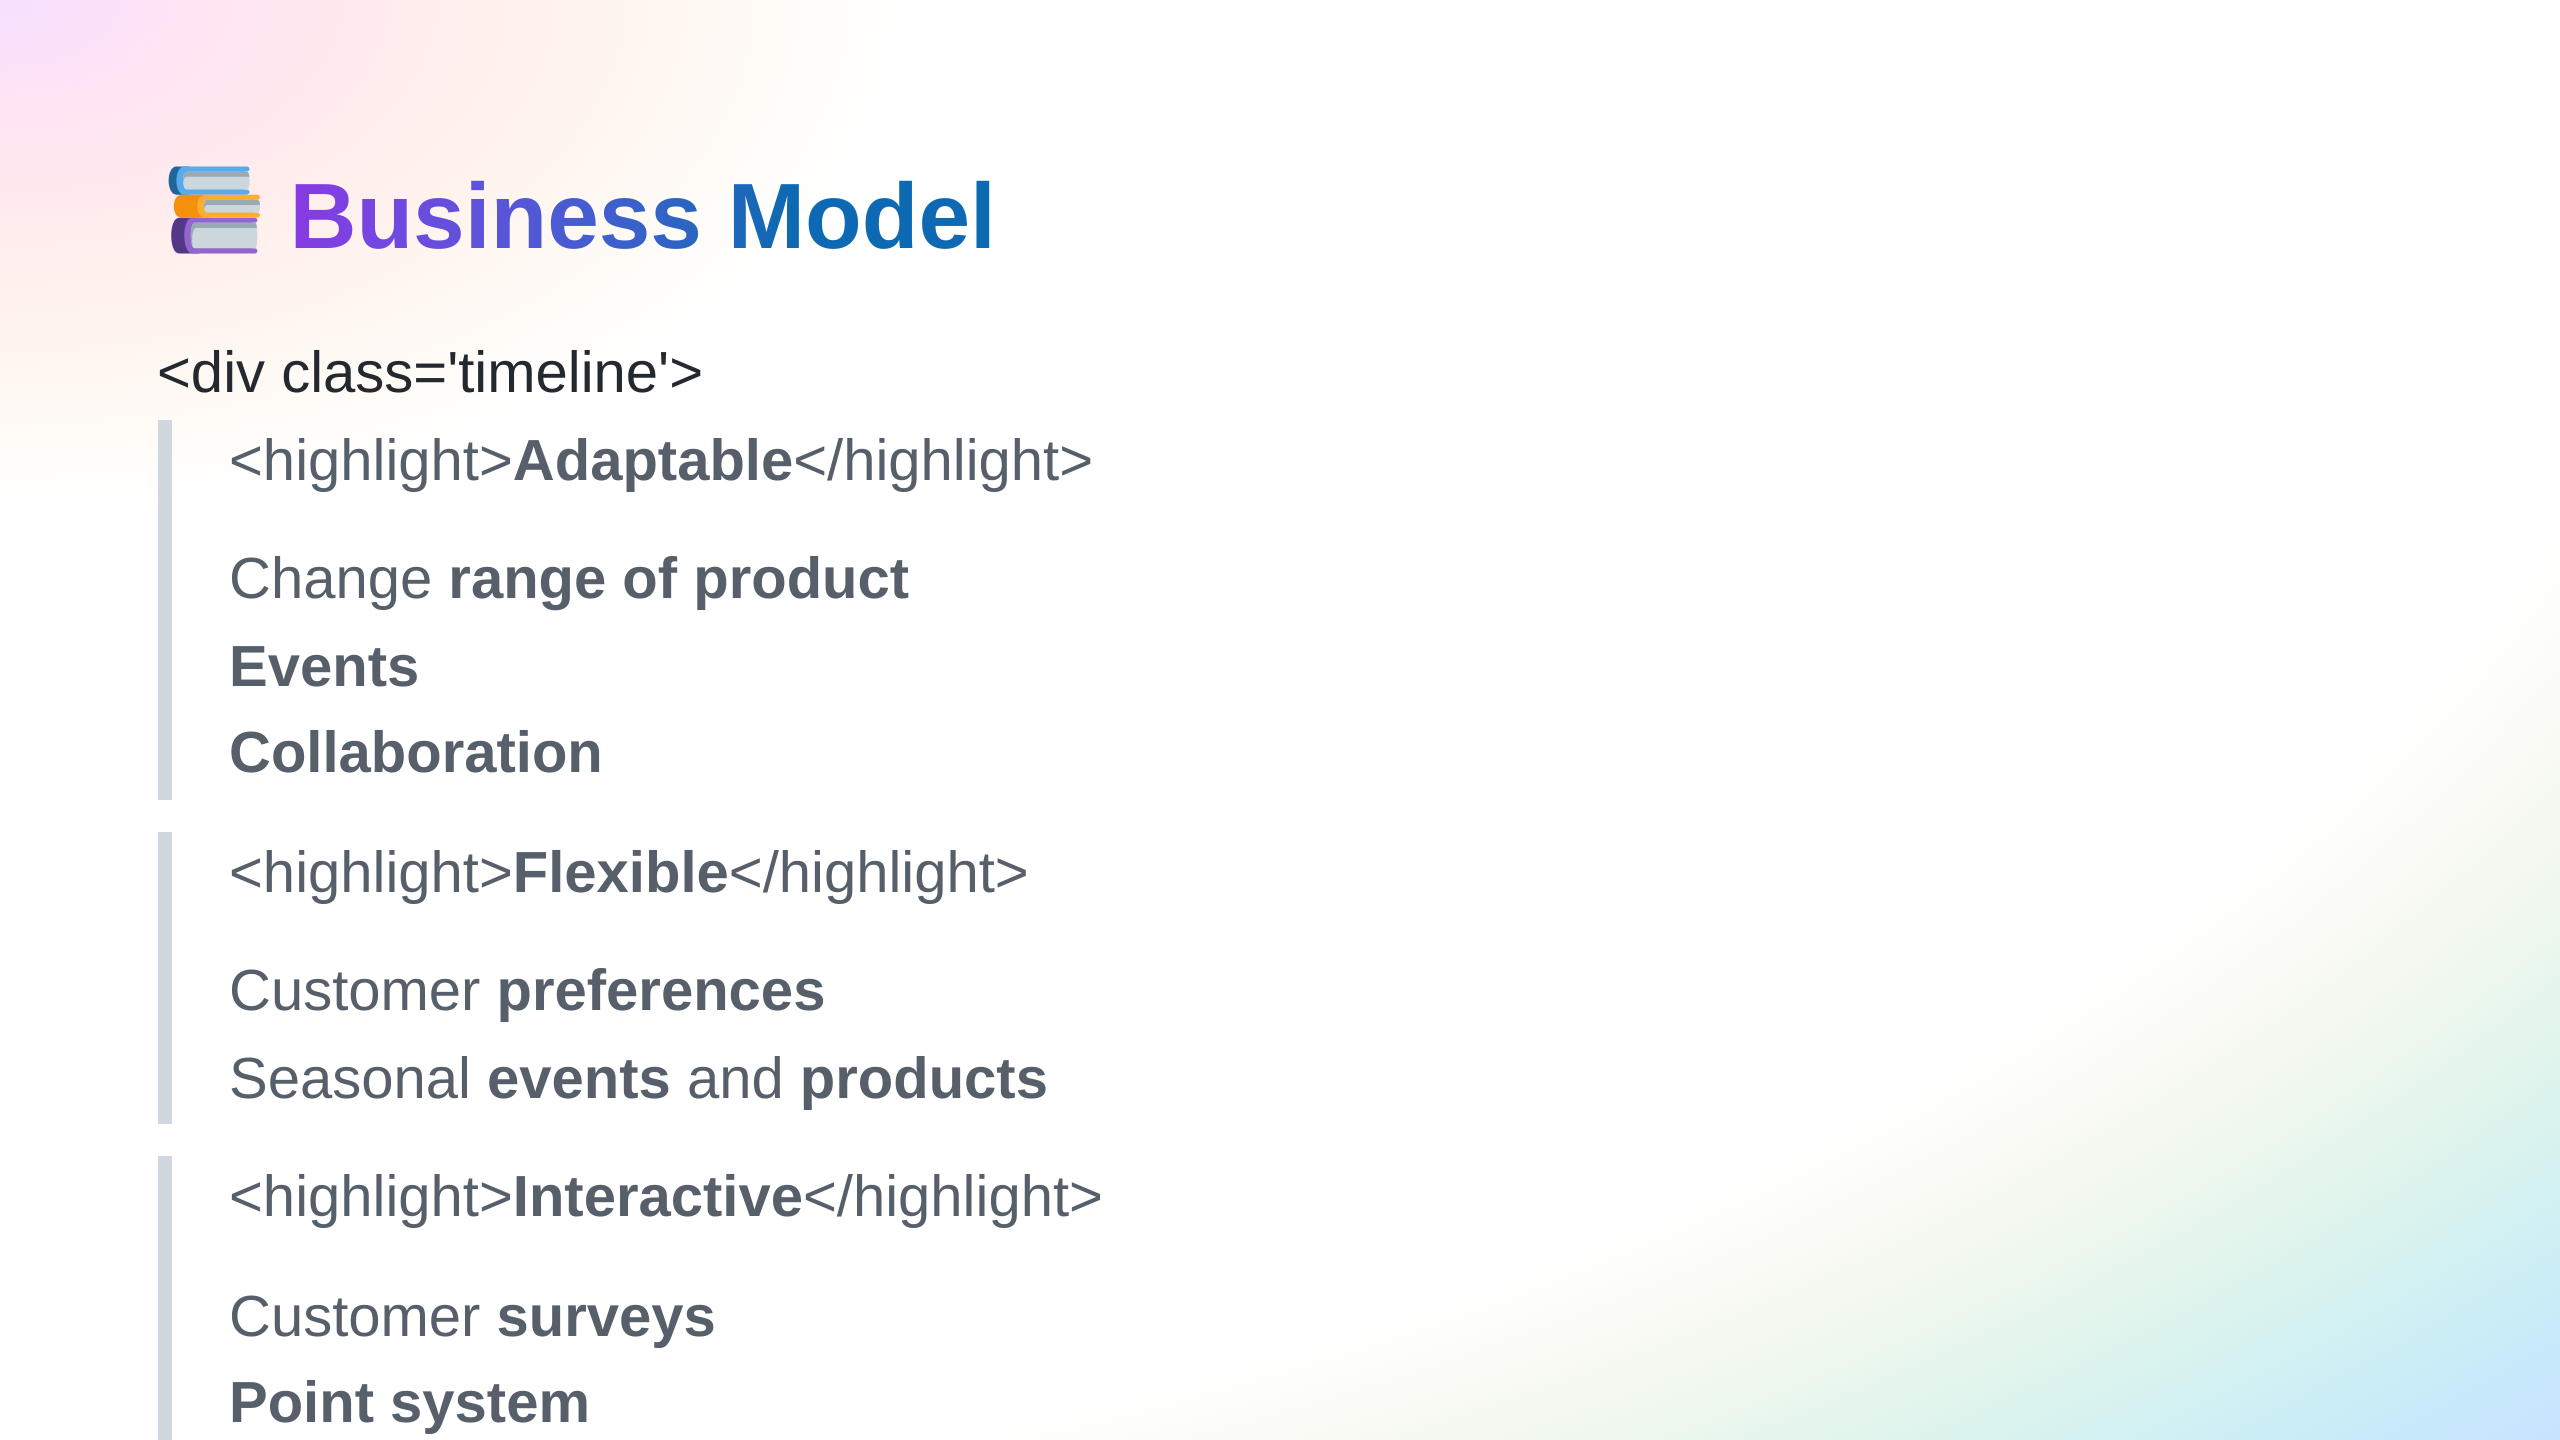 Business Model
<div class='timeline'>
<highlight>Adaptable</highlight>
Change range of product
Events
Collaboration
<highlight>Flexible</highlight>
Customer preferences
Seasonal events and products
<highlight>Interactive</highlight>
Customer surveys
Point system